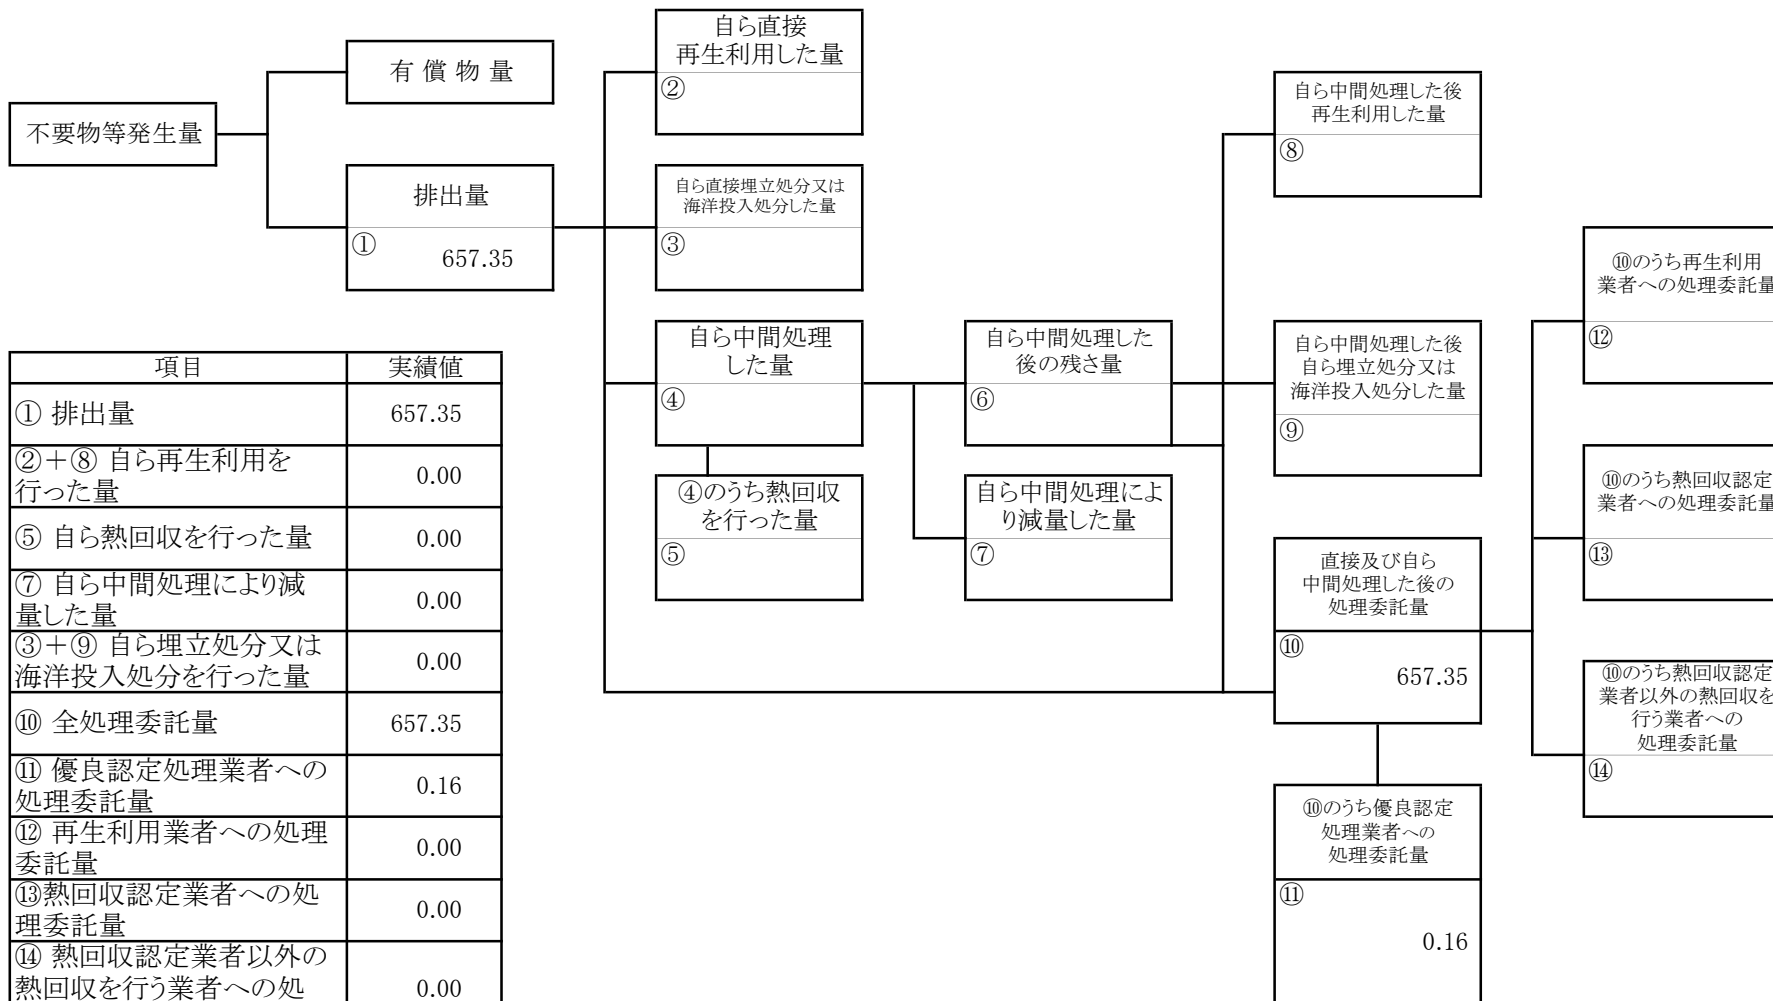 不要物等発生量
有 償 物 量
排出量
①
657.35
自ら直接
再生利用した量
②
自ら直接埋立処分又は
海洋投入処分した量
③
自ら中間処理
した量
④
④のうち熱回収
を行った量
⑤
自ら中間処理した
後の残さ量
⑥
自ら中間処理によ
り減量した量
⑦
自ら中間処理した後
再生利用した量
⑧
自ら中間処理した後
自ら埋立処分又は
海洋投入処分した量
⑨
直接及び自ら
中間処理した後の
処理委託量
⑩
657.35
⑩のうち優良認定
処理業者への
処理委託量
⑪
0.16
⑩のうち再生利用
業者への処理委託量
⑫
⑩のうち熱回収認定
業者への処理委託量
⑬
⑩のうち熱回収認定
業者以外の熱回収を
行う業者への
処理委託量
⑭
項目 実績値
① 排出量 657.35
②＋⑧ 自ら再生利用を
行った量 0.00
⑤ 自ら熱回収を行った量 0.00
⑦ 自ら中間処理により減
量した量 0.00
③＋⑨ 自ら埋立処分又は
海洋投入処分を行った量 0.00
⑩ 全処理委託量 657.35
⑪ 優良認定処理業者への
処理委託量 0.16
⑫ 再生利用業者への処理
委託量 0.00
⑬熱回収認定業者への処
理委託量 0.00
⑭ 熱回収認定業者以外の
熱回収を行う業者への処 0.00